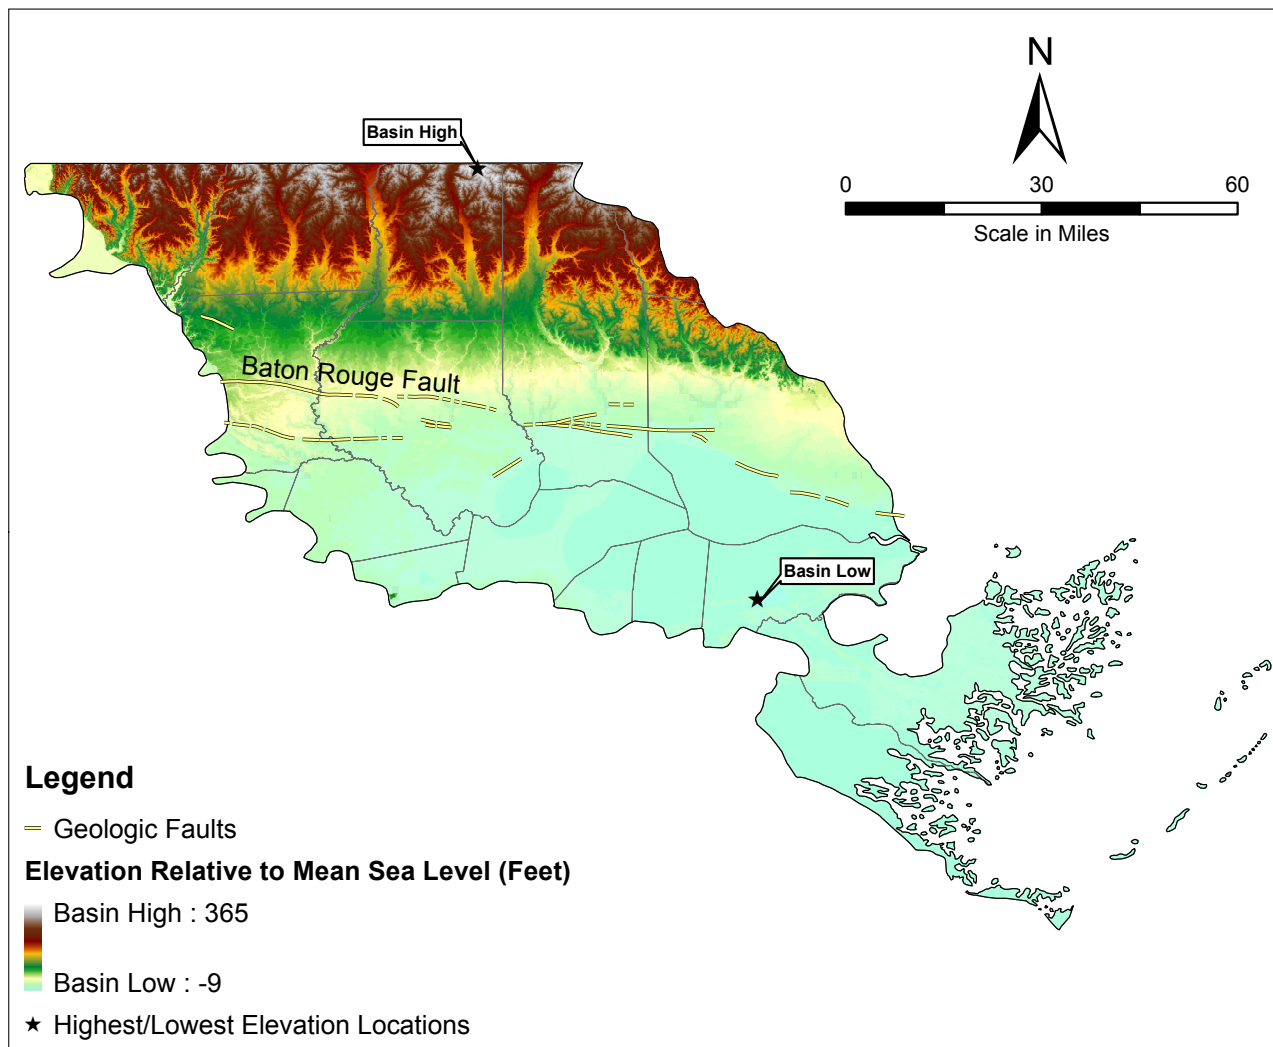 N
Basin High
0 30 60
Scale in Miles
Baton Rouge Fault
Basin Low
Legend
Geologic Faults
Elevation Relative to Mean Sea Level (Feet)
Basin High : 365
Basin Low : -9
Highest/Lowest Elevation Locations